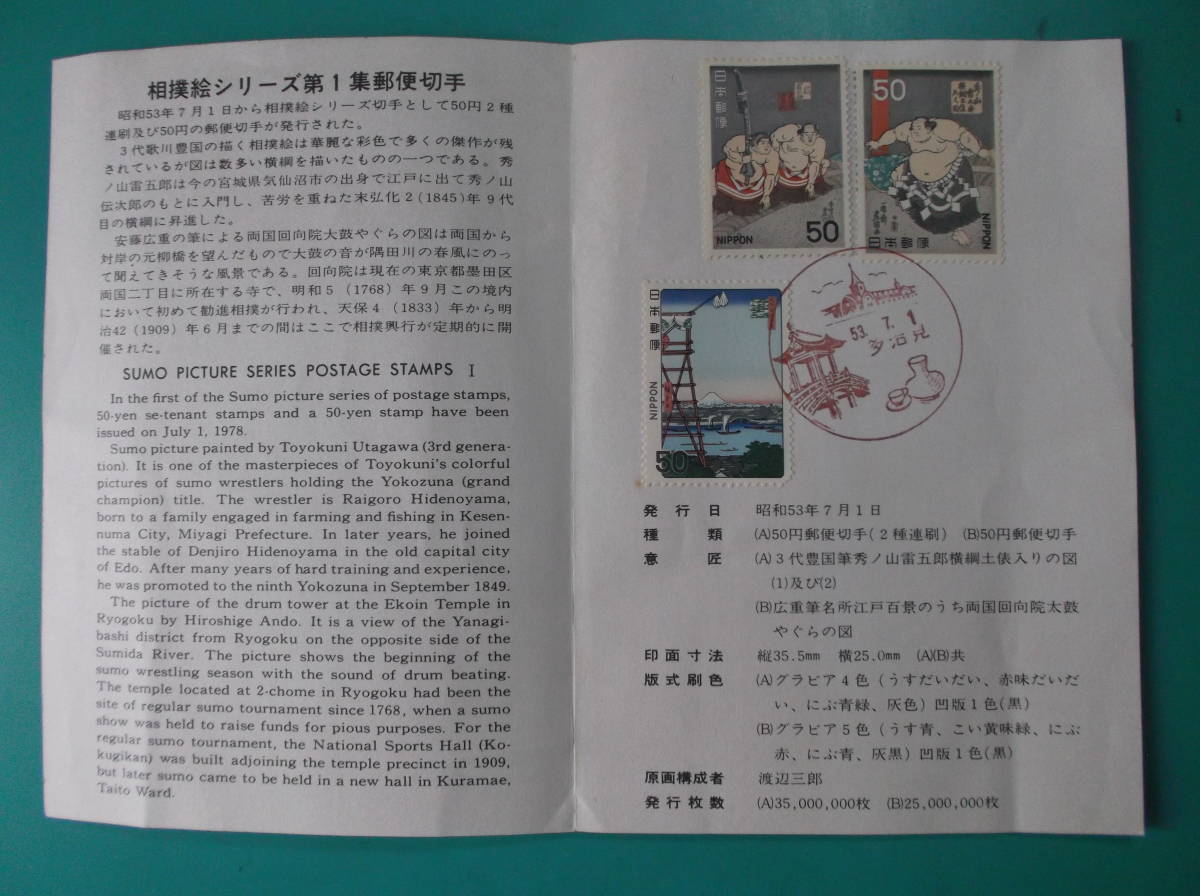 相撲絵シリーズ第1集郵便切手
昭和53年7月1日から相撲絵シリーズ切手として50円2種
連刷及び50円の郵便切手が発行された。
3代歌川豊国の描く相撲絵は華麗な彩色で多くの傑作が残
されているが図は数多い横綱を描いたものの一つである。秀
ノ山雷五郎は今の宮城県気仙沼市の出身で江戸に出て秀ノ山
伝次郎のもとに入門し、苦労を重ねた末弘化2(1845)年9代
目の横綱に昇進した。
安藤広重の筆による両国回向院太鼓やぐらの図は両国から
対岸の元柳橋を望んだもので大鼓の音が隅田川の春風にのっ
て聞えてきそうな風景である。回向院は現在の東京都墨田区
両国二丁目に所在する寺で、明和5(1768)年9月この境内
において初めて勧進相撲が行われ、天保4(1833)年から明
治42(1909)年6月までの間はここで相撲興行が定期的に開
催された。
SUMO PICTURE SERIES POSTAGE STAMPS I
In the first of the Sumo picture series of postage stamps,
50-yen se-tenant stamps and a 50-yen stamp have been
issued on July 1, 1978.
Sumo picture painted by Toyokuni Utagawa (3rd genera-
tion). It is one of the masterpieces of Toyokuni's colorful
pictures of sumo wrestlers holding the Yokozuna (grand
champion) title. The wrestler is Raigoro Hidenoyama,
born to a family engaged in farming and fishing in Kesen-
numa City, Miyagi Prefecture. In later years, he joined
the stable of Denjiro Hidenoyama in the old capital city
of Edo. After many years of hard training and experience,
he was promoted to the ninth Yokozuna in September 1849.
The picture of the drum tower at the Ekoin Temple in
Ryogoku by Hiroshige Ando. It is a view of the Yanagi-
bashi district from Ryogoku on the opposite side of the
Sumida River. The picture shows the beginning of the
sumo wrestling season with the sound of drum beating.
The temple located at 2-chome in Ryogoku had been the
site of regular sumo tournament since 1768, when a sumo
show was held to raise funds for pious purposes. For the
regular sumo tournament, the National Sports Hall (Ko-
kugikan) was built adjoining the temple precinct in 1909,
but later sumo came to be held in a new hall in Kuramae,
Taito Ward.
日本郵便
NIPPON 50
50
日本郵便
NIPPON
日本郵便
NIPPON
50
53.7.1
多治見
発行日 昭和53年7月1日
種類 (A)50円郵便切手(2種連刷) (B)50円郵便切手
意匠 (A)3代豊国筆秀ノ山雷五郎横綱土俵入りの図
(1)及び(2)
(B)広重筆名所江戸百景のうち両国回向院太鼓
やぐらの図
印面寸法 縦35.5mm 横25.0mm (A)(B)共
版式刷色 (A)グラビア4色(うすだいだい、赤味だいだ
い、にぶ青緑、灰色)凹版1色(黒)
(B)グラビア5色(うす青、こい黄味緑、にぶ
赤、にぶ青、灰黒)凹版1色(黒)
原画構成者 渡辺三郎
発行枚数 (A)35,000,000枚 (B)25,000,000枚